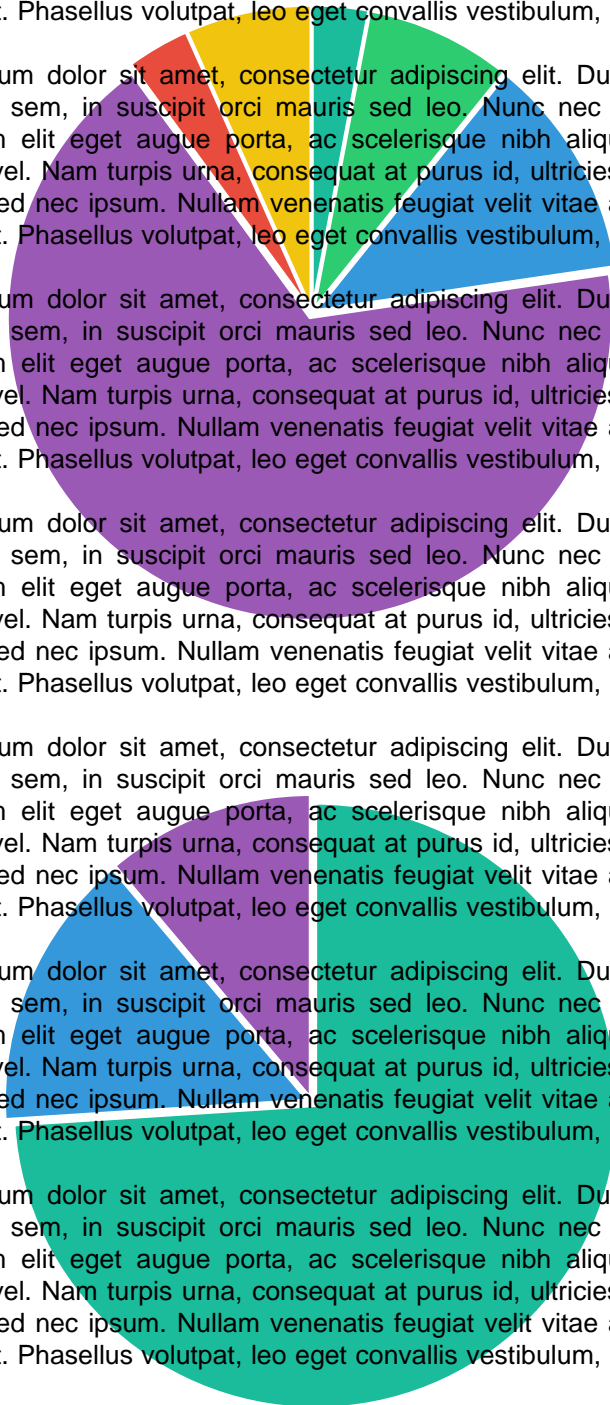 t. Phasellus volutpat, leo eget convallis vestibulum,
um dolor sit amet, consectetur adipiscing elit. Du
sem, in suscipit orci mauris sed leo. Nunc nec
elit eget augue porta, ac scelerisque nibh aliqu
vel. Nam turpis urna, consequat at purus id, ultricies
ed nec ipsum. Nullam venenatis feugiat velit vitae a
t. Phasellus volutpat, leo eget convallis vestibulum,
um dolor sit amet, consectetur adipiscing elit. Du
sem, in suscipit orci mauris sed leo. Nunc nec
elit eget augue porta, ac scelerisque nibh aliqu
vel. Nam turpis urna, consequat at purus id, ultricies
ed nec ipsum. Nullam venenatis feugiat velit vitae a
t. Phasellus volutpat, leo eget convallis vestibulum,
um dolor sit amet, consectetur adipiscing elit. Du
sem, in suscipit orci mauris sed leo. Nunc nec
elit eget augue porta, ac scelerisque nibh aliqu
vel. Nam turpis urna, consequat at purus id, ultricies
ed nec ipsum. Nullam venenatis feugiat velit vitae a
t. Phasellus volutpat, leo eget convallis vestibulum,
um dolor sit amet, consectetur adipiscing elit. Du
sem, in suscipit orci mauris sed leo. Nunc nec
elit eget augue porta, ac scelerisque nibh aliqu
vel. Nam turpis urna, consequat at purus id, ultricies
ed nec ipsum. Nullam venenatis feugiat velit vitae a
t. Phasellus volutpat, leo eget convallis vestibulum,
um dolor sit amet, consectetur adipiscing elit. Du
sem, in suscipit orci mauris sed leo. Nunc nec
elit eget augue porta, ac scelerisque nibh aliqu
vel. Nam turpis urna, consequat at purus id, ultricies
ed nec ipsum. Nullam venenatis feugiat velit vitae a
t. Phasellus volutpat, leo eget convallis vestibulum,
um dolor sit amet, consectetur adipiscing elit. Du
sem, in suscipit orci mauris sed leo. Nunc nec
elit eget augue porta, ac scelerisque nibh aliqu
vel. Nam turpis urna, consequat at purus id, ultricies
ed nec ipsum. Nullam venenatis feugiat velit vitae a
t. Phasellus volutpat, leo eget convallis vestibulum,